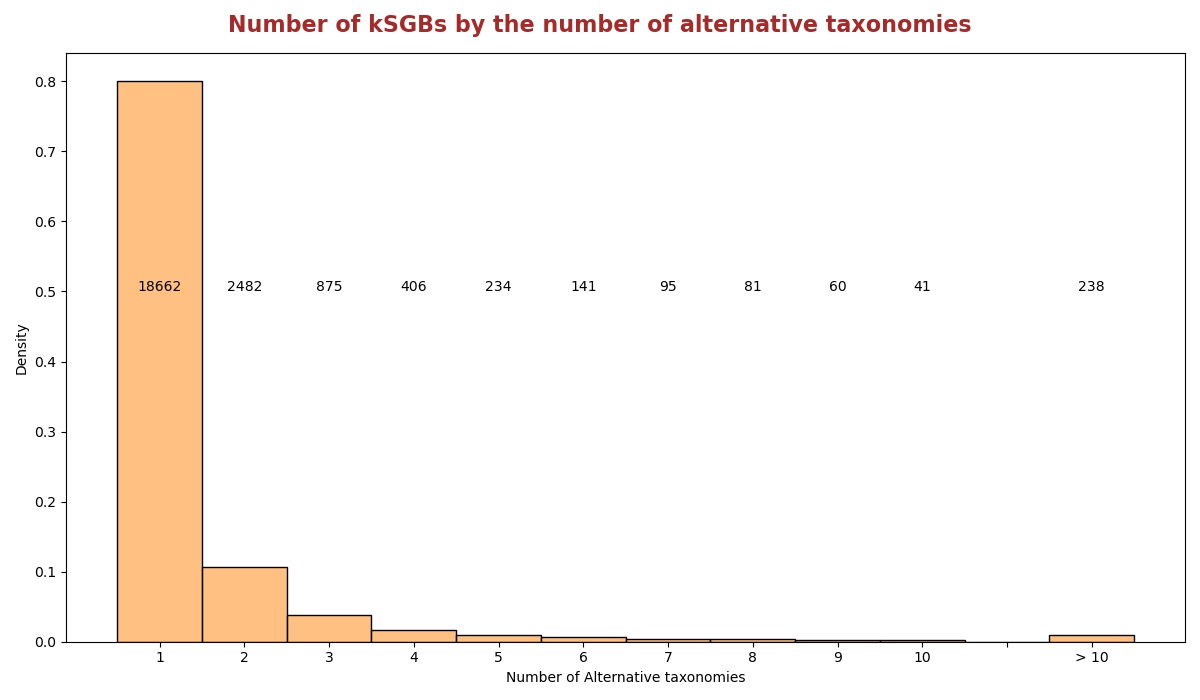 Number of kSGBs by the number of alternative taxonomies
0.8
0.7
0.6
0.5
0.4
0.3
0.2
0.1
0.0
Density
18662 2482 875 406 234 141 95 81 60 41 238
1 2 3 4 5 6 7 8 9 10 > 10
Number of Alternative taxonomies